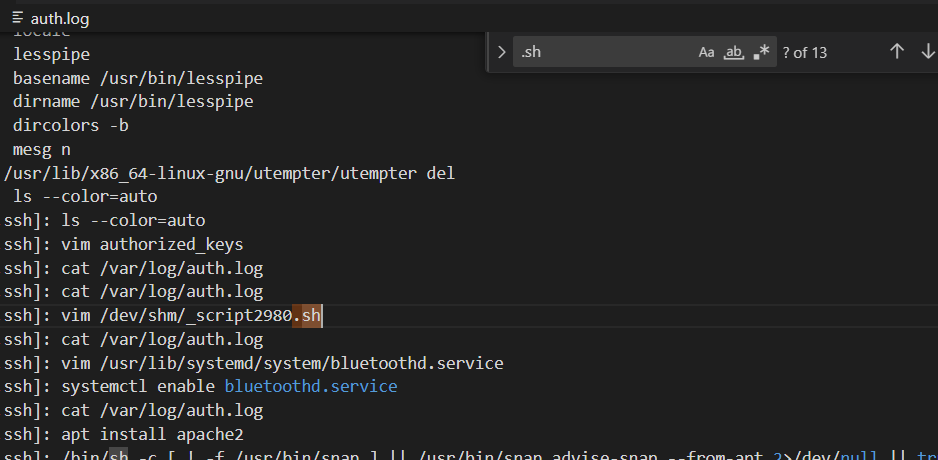 auth.log
locale
.sh
Aa
ab
.*
? of 13
lesspipe
basename /usr/bin/lesspipe
dirname /usr/bin/lesspipe
dircolors -b
mesg n
/usr/lib/x86_64-linux-gnu/utempter/utempter del
ls --color=auto
ssh]: ls --color=auto
ssh]: vim authorized_keys
ssh]: cat /var/log/auth.log
ssh]: cat /var/log/auth.log
ssh]: vim /dev/shm/_script2980.sh
ssh]: cat /var/log/auth.log
ssh]: vim /usr/lib/systemd/system/bluetoothd.service
ssh]: systemctl enable bluetoothd.service
ssh]: cat /var/log/auth.log
ssh]: apt install apache2
ssh]: /bin/sh -c [ ! -f /usr/bin/snap ] || /usr/bin/snap advise-snap --from-apt 2>/dev/null || tr